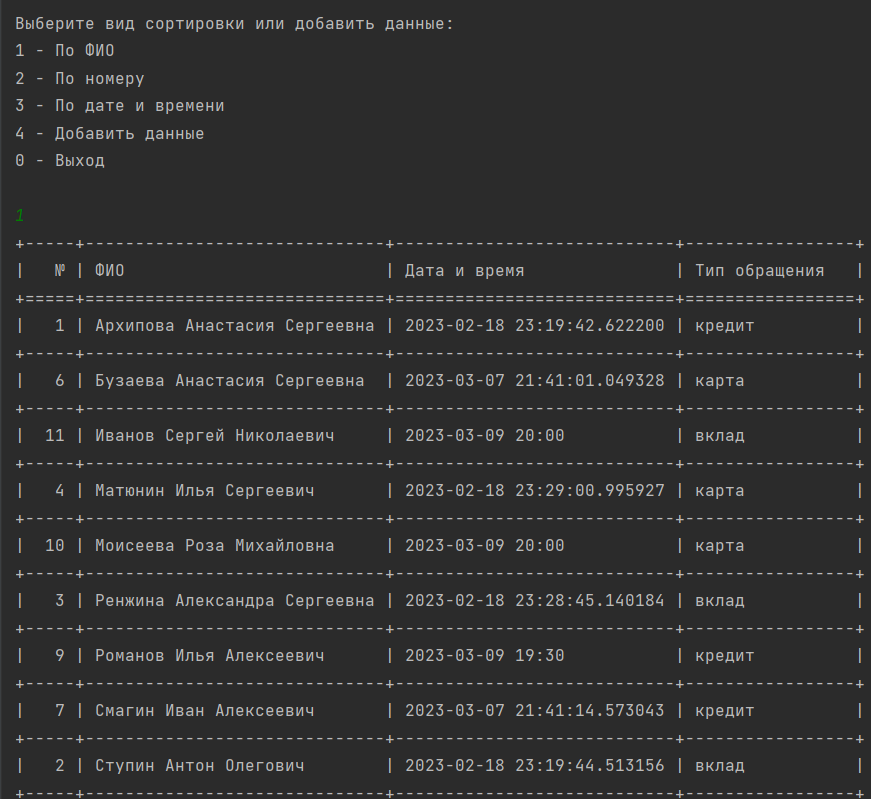 Выберите вид сортировки или добавить данные:
1 - По ФИО
2 - По номеру
3 - По дате и времени
4 - Добавить данные
0 - Выход
1
+-----+------------------------------+----------------------------+-----------------+
|   № | ФИО                          | Дата и время               | Тип обращения   |
+=====+==============================+============================+=================+
|   1 | Архипова Анастасия Сергеевна | 2023-02-18 23:19:42.622200 | кредит          |
+-----+------------------------------+----------------------------+-----------------+
|   6 | Бузаева Анастасия Сергеевна  | 2023-03-07 21:41:01.049328 | карта           |
+-----+------------------------------+----------------------------+-----------------+
|  11 | Иванов Сергей Николаевич     | 2023-03-09 20:00           | вклад           |
+-----+------------------------------+----------------------------+-----------------+
|   4 | Матюнин Илья Сергеевич       | 2023-02-18 23:29:00.995927 | карта           |
+-----+------------------------------+----------------------------+-----------------+
|  10 | Моисеева Роза Михайловна     | 2023-03-09 20:00           | карта           |
+-----+------------------------------+----------------------------+-----------------+
|   3 | Ренжина Александра Сергеевна | 2023-02-18 23:28:45.140184 | вклад           |
+-----+------------------------------+----------------------------+-----------------+
|   9 | Романов Илья Алексеевич      | 2023-03-09 19:30           | кредит          |
+-----+------------------------------+----------------------------+-----------------+
|   7 | Смагин Иван Алексеевич       | 2023-03-07 21:41:14.573043 | кредит          |
+-----+------------------------------+----------------------------+-----------------+
|   2 | Ступин Антон Олегович        | 2023-02-18 23:19:44.513156 | вклад           |
+-----+------------------------------+----------------------------+-----------------+